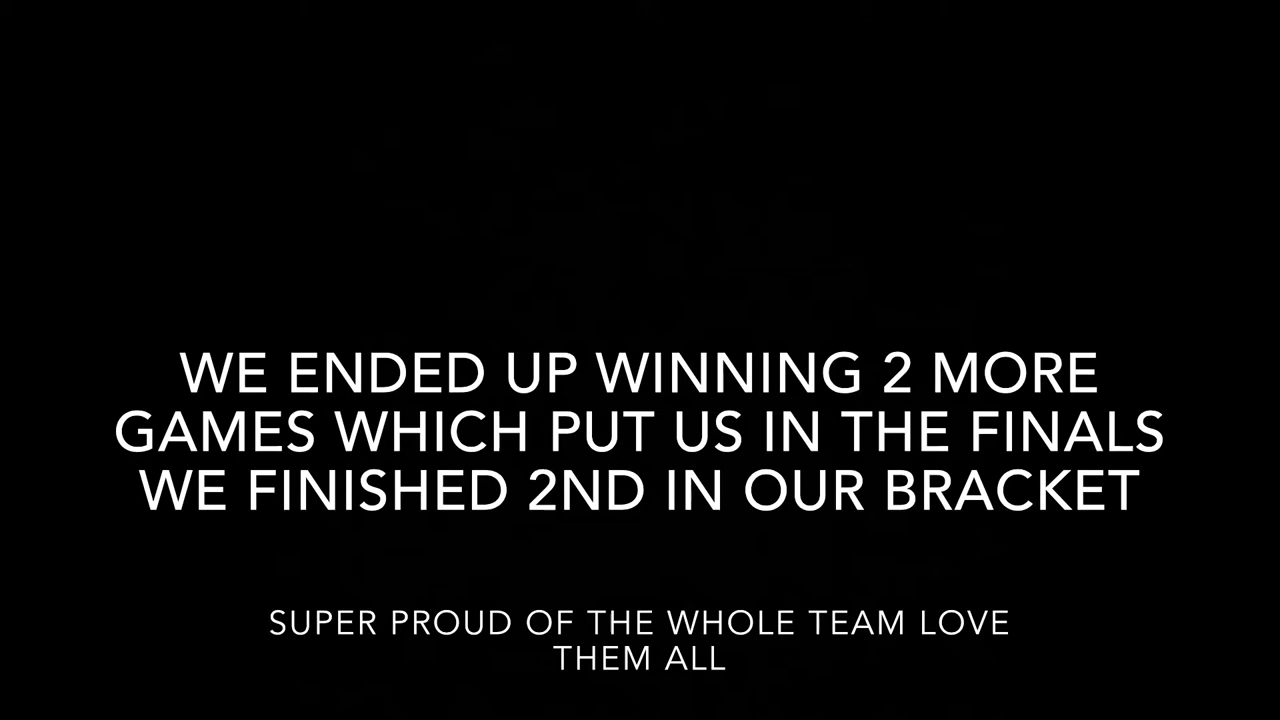 WE ENDED UP WINNING 2 MORE
GAMES WHICH PUT US IN THE FINALS
WE FINISHED 2ND IN OUR BRACKET
SUPER PROUD OF THE WHOLE TEAM LOVE
THEM ALL